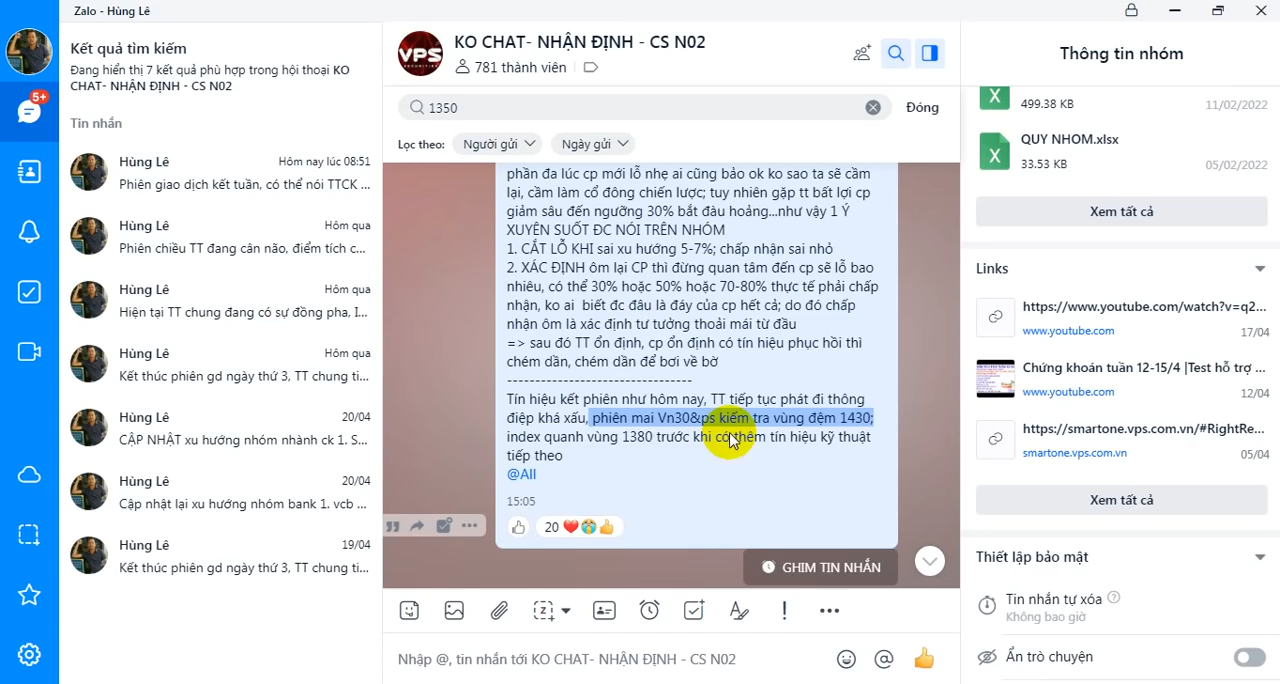 Zalo - Hùng Lê
5+
Kết quả tìm kiếm
Đang hiển thị 7 kết quả phù hợp trong hội thoại KO
CHAT- NHẬN ĐỊNH - CS N02
Tin nhắn
Hùng Lê
Hôm nay lúc 08:51
Phiên giao dịch kết tuần, có thể nói TTCK ...
Hùng Lê
Hôm qua
Phiên chiều TT đang cân não, điểm tích c...
Hùng Lê
Hôm qua
Hiện tại TT chung đang có sự đồng pha, I...
Hùng Lê
Hôm qua
Kết thúc phiên gd ngày thứ 3, TT chung ti...
Hùng Lê
20/04
CẬP NHẬT xu hướng nhóm nhành ck 1. S...
Hùng Lê
20/04
Cập nhật lại xu hướng nhóm bank 1. vcb ...
Hùng Lê
19/04
Kết thúc phiên gd ngày thứ 3, TT chung ti...
VPS
SECURITIES
KO CHAT- NHẬN ĐỊNH - CS N02
781 thành viên
1350
Đóng
Lọc theo:
Người gửi
Ngày gửi
phần đa lúc cp mới lỗ nhẹ ai cũng bảo ok ko sao ta sẽ cầm
lại, cầm làm cổ đông chiến lược; tuy nhiên gặp tt bất lợi cp
giảm sâu đến ngưỡng 30% bắt đâu hoảng...như vậy 1 Ý
XUYÊN SUỐT ĐC NÓI TRÊN NHÓM
1. CẮT LỖ KHI sai xu hướng 5-7%; chấp nhận sai nhỏ
2. XÁC ĐỊNH ôm lại CP thì đừng quan tâm đến cp sẽ lỗ bao
nhiêu, có thể 30% hoặc 50% hoặc 70-80% thực tế phải chấp
nhận, ko ai biết đc đâu là đáy của cp hết cả; do đó chấp
nhận ôm là xác định tư tưởng thoải mái từ đầu
=> sau đó TT ổn định, cp ổn định có tín hiệu phục hồi thì
chém dần, chém dần để bơi về bờ
--------------------------------
Tín hiệu kết phiên như hôm nay, TT tiếp tục phát đi thông
điệp khá xấu, phiên mai Vn30&ps kiểm tra vùng đệm 1430;
index quanh vùng 1380 trước khi có thêm tín hiệu kỹ thuật
tiếp theo
@All
15:05
20
GHIM TIN NHẮN
Nhập @, tin nhắn tới KO CHAT- NHẬN ĐỊNH - CS N02
Thông tin nhóm
499.38 KB
11/02/2022
QUY NHOM.xlsx
33.53 KB
05/02/2022
Xem tất cả
Links
https://www.youtube.com/watch?v=q2...
www.youtube.com
17/04
Chứng khoán tuần 12-15/4 |Test hỗ trợ ...
www.youtube.com
12/04
https://smartone.vps.com.vn/#RightRe...
smartone.vps.com.vn
05/04
Xem tất cả
Thiết lập bảo mật
Tin nhắn tự xóa
Không bao giờ
Ẩn trò chuyện